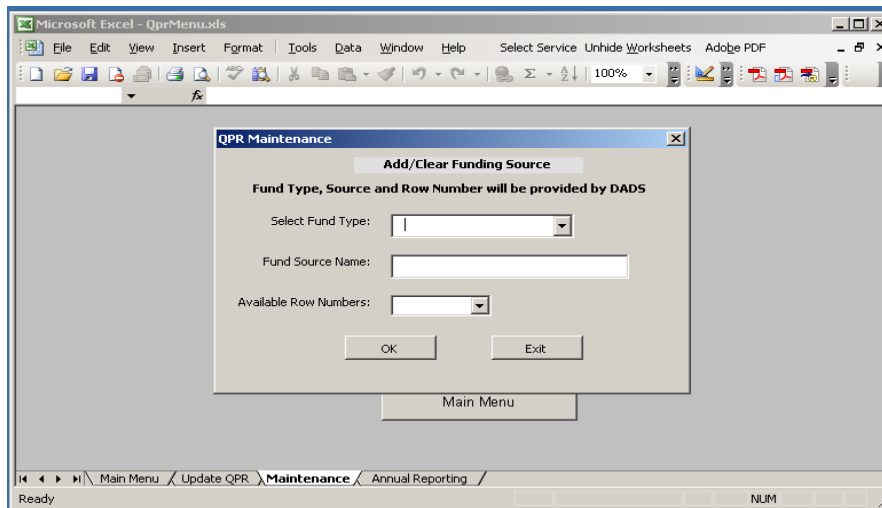 Microsoft Excel - QprMenu.xls
File Edit View Insert Format Tools Data Window Help Select Service Unhide Worksheets Adobe PDF
100%
fx
QPR Maintenance
Add/Clear Funding Source
Fund Type, Source and Row Number will be provided by DADS
Select Fund Type:
Fund Source Name:
Available Row Numbers:
OK Exit
Main Menu
Main Menu Update QPR Maintenance Annual Reporting
Ready NUM